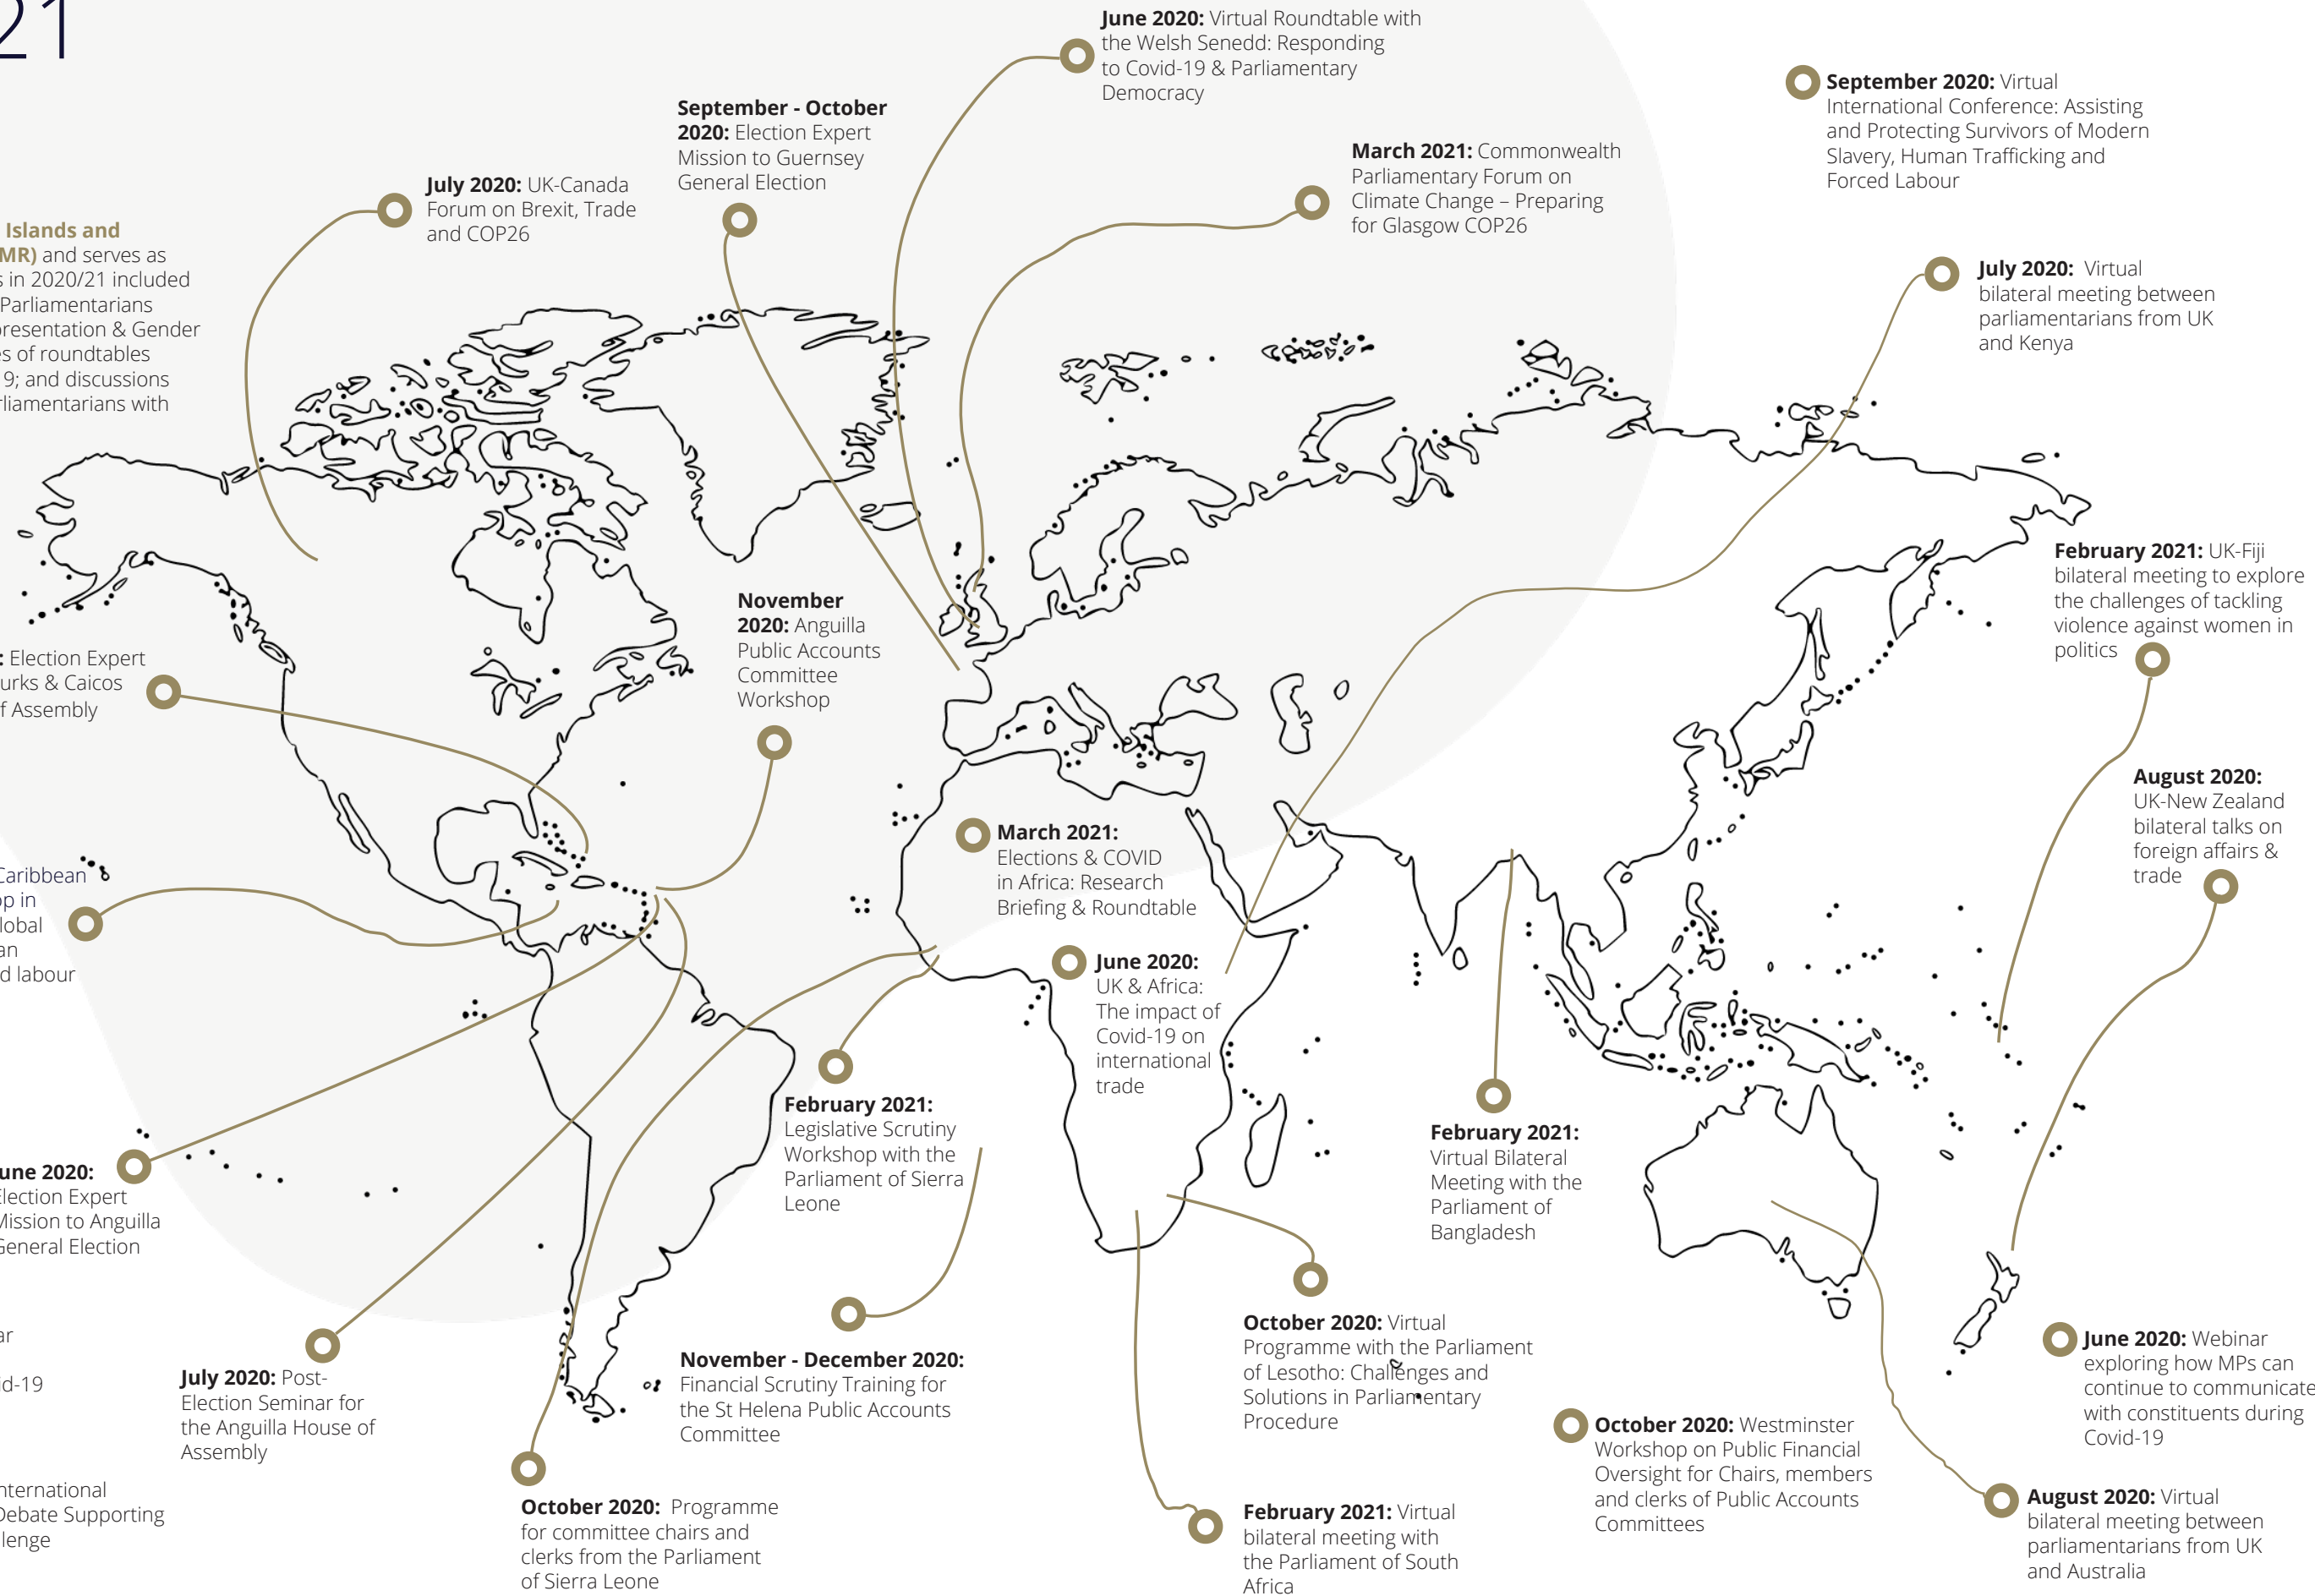 21
June 2020: Virtual Roundtable with
the Welsh Senedd: Responding
to Covid-19 & Parliamentary
Democracy
September 2020: Virtual
International Conference: Assisting
and Protecting Survivors of Modern
Slavery, Human Trafficking and
Forced Labour
September - October
2020: Election Expert
Mission to Guernsey
General Election
March 2021: Commonwealth
Parliamentary Forum on
Climate Change – Preparing
for Glasgow COP26
July 2020: UK-Canada
Forum on Brexit, Trade
and COP26
Islands and
MR) and serves as
s in 2020/21 included
Parliamentarians
presentation & Gender
es of roundtables
19; and discussions
rliamentarians with
July 2020: Virtual
bilateral meeting between
parliamentarians from UK
and Kenya
February 2021: UK-Fiji
bilateral meeting to explore
the challenges of tackling
violence against women in
politics
November
2020: Anguilla
Public Accounts
Committee
Workshop
: Election Expert
urks & Caicos
f Assembly
August 2020:
UK-New Zealand
bilateral talks on
foreign affairs &
trade
March 2021:
Elections & COVID
in Africa: Research
Briefing & Roundtable
Caribbean
op in
lobal
an
d labour
June 2020:
UK & Africa:
The impact of
Covid-19 on
international
trade
February 2021:
Legislative Scrutiny
Workshop with the
Parliament of Sierra
Leone
February 2021:
Virtual Bilateral
Meeting with the
Parliament of
Bangladesh
une 2020:
Election Expert
Mission to Anguilla
General Election
October 2020: Virtual
Programme with the Parliament
of Lesotho: Challenges and
Solutions in Parliamentary
Procedure
ar
id-19
July 2020: Post-
Election Seminar for
the Anguilla House of
Assembly
November - December 2020:
Financial Scrutiny Training for
the St Helena Public Accounts
Committee
June 2020: Webinar
exploring how MPs can
continue to communicate
with constituents during
Covid-19
October 2020: Westminster
Workshop on Public Financial
Oversight for Chairs, members
and clerks of Public Accounts
Committees
nternational
Debate Supporting
llenge
October 2020: Programme
for committee chairs and
clerks from the Parliament
of Sierra Leone
February 2021: Virtual
bilateral meeting with
the Parliament of South
Africa
August 2020: Virtual
bilateral meeting between
parliamentarians from UK
and Australia